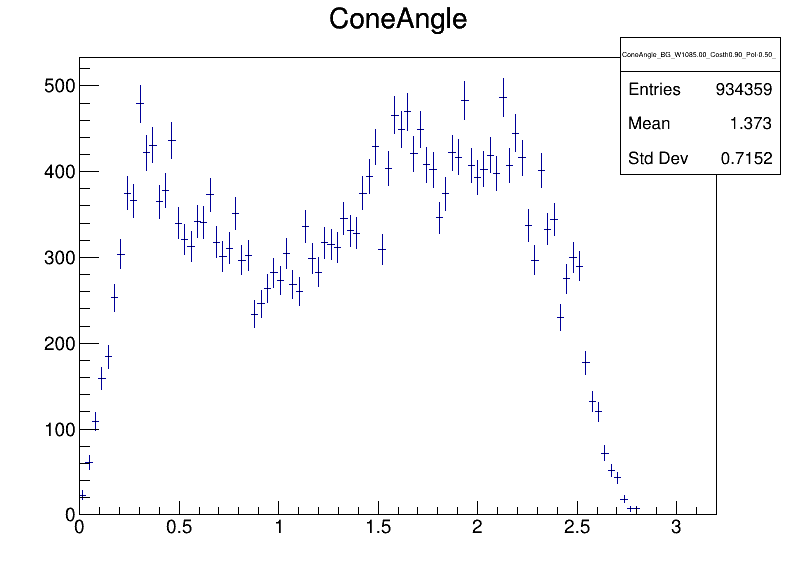 ConeAngle
ConeAngle_BG_W1085.00_Costh0.90_Pol-0.50_
Entries 934359
Mean 1.373
Std Dev 0.7152
500
400
300
200
100
0
0 0.5 1 1.5 2 2.5 3